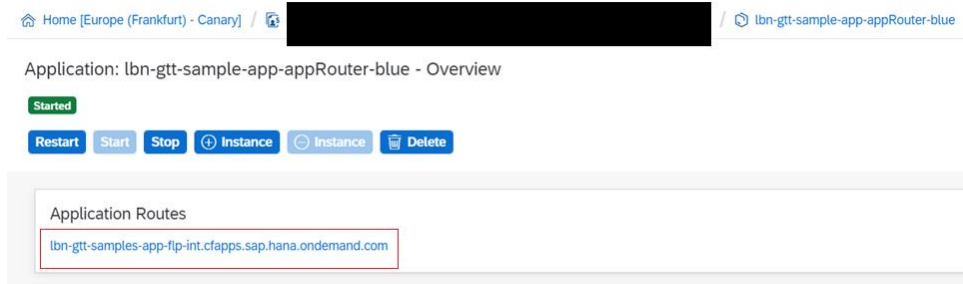 Home [Europe (Frankfurt) - Canary] / / lbn-gtt-sample-app-appRouter-blue
Application: lbn-gtt-sample-app-appRouter-blue - Overview
Started
Restart Start Stop Instance Instance Delete
Application Routes
lbn-gtt-samples-app-flp-int.cfapps.sap.hana.ondemand.com